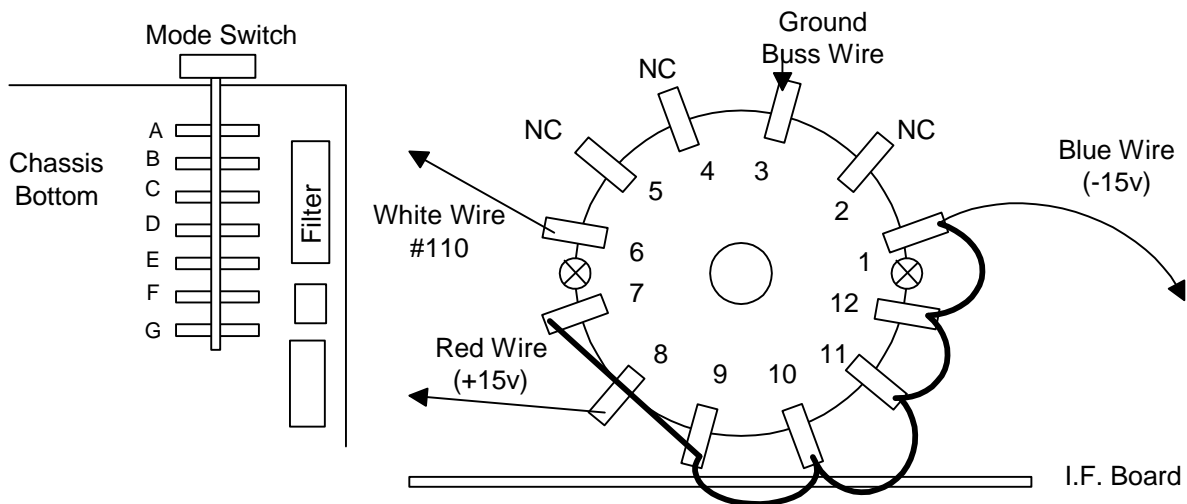 Mode Switch
A
B
C
D
E
F
G
Chassis
Bottom
Filter
Ground
Buss Wire
NC
NC
NC
Blue Wire
(-15v)
White Wire
#110
Red Wire
(+15v)
5
4
3
2
6
1
7
12
8
9
10
11
I.F. Board